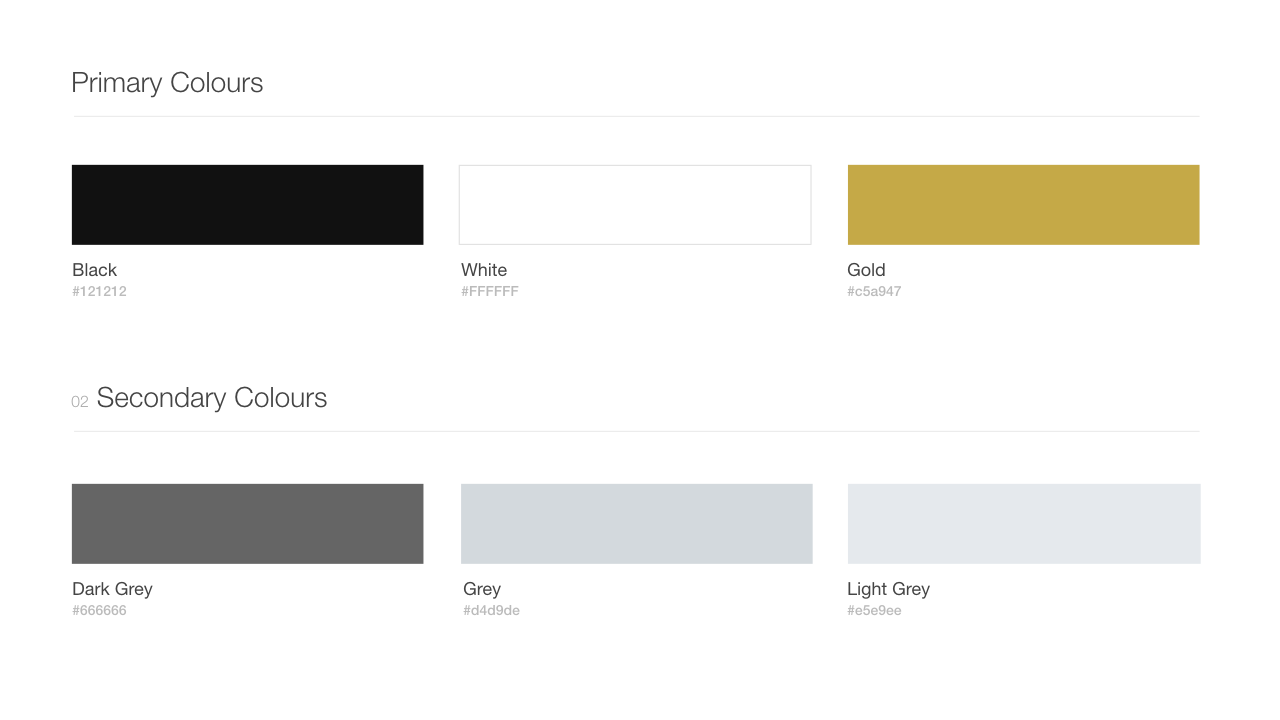 Primary Colours
Black
#121212
White
#FFFFFF
Gold
#c5a947
02 Secondary Colours
Dark Grey
#666666
Grey
#d4d9de
Light Grey
#e5e9ee